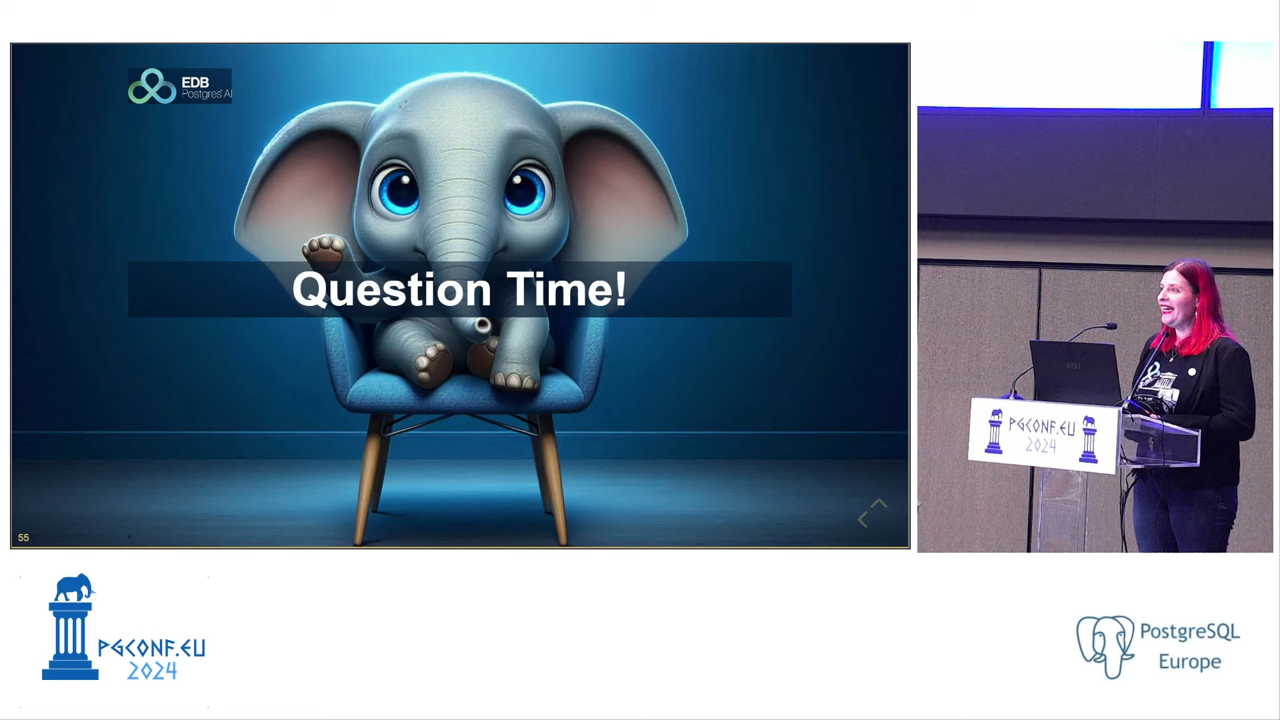 EDB
Postgres AI
Question Time!
55
PGCONF.EU
2024
PGCONF.EU
2024
PostgreSQL
Europe